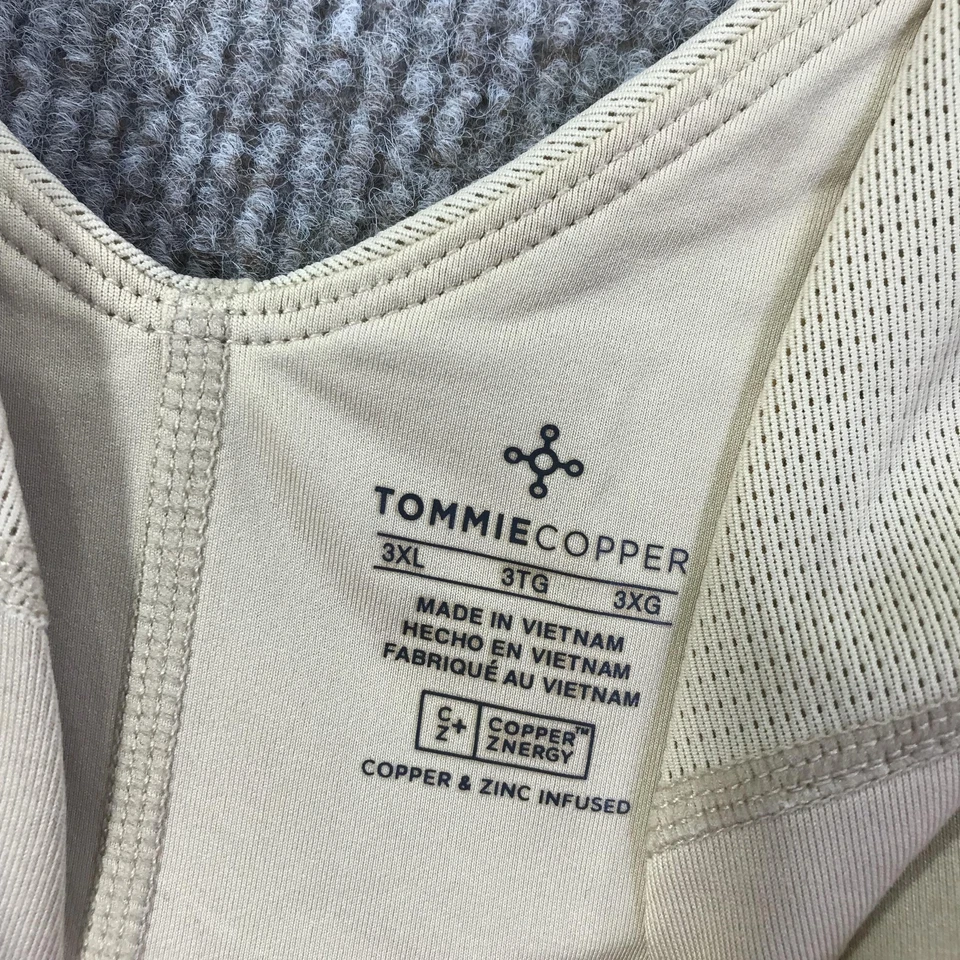 TOMMIECOPPER
3XL 3TG 3XG
MADE IN VIETNAM
HECHO EN VIETNAM
FABRIQUÉ AU VIETNAM
C
Z+
COPPER™
ZNERGY
COPPER & ZINC INFUSED